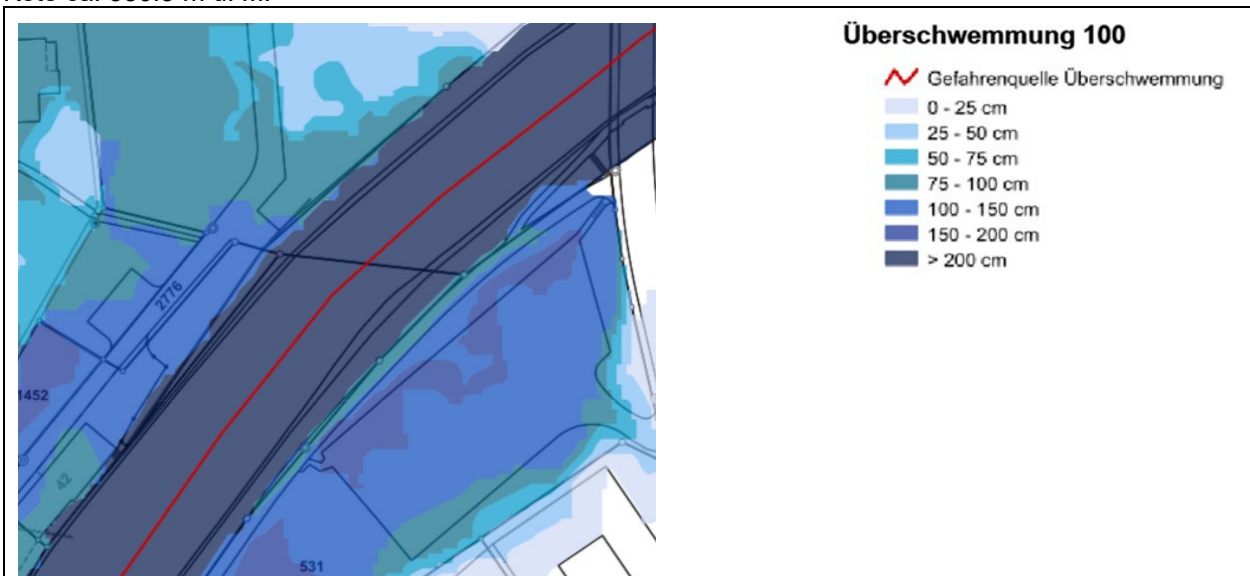 Überschwemmung 100
Gefahrenquelle Überschwemmung
0 - 25 cm
25 - 50 cm
50 - 75 cm
75 - 100 cm
100 - 150 cm
150 - 200 cm
> 200 cm
2776
1452
42
531